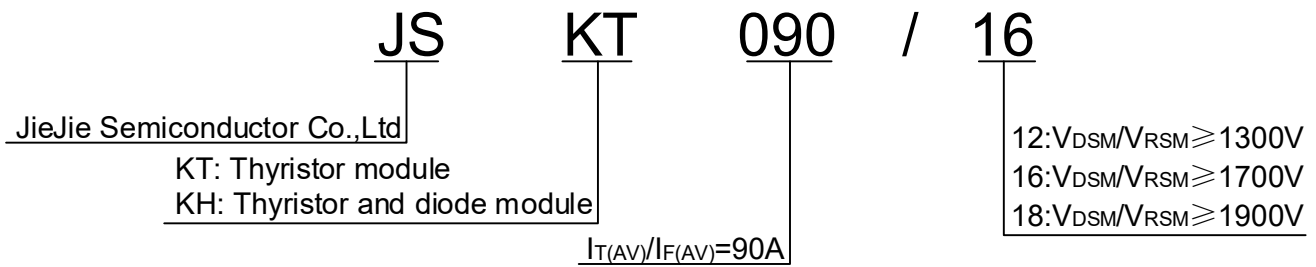 JS KT 090 / 16
JieJie Semiconductor Co.,Ltd
KT: Thyristor module
KH: Thyristor and diode module
IT(AV)/IF(AV)=90A
12:VDSM/VRSM≥1300V
16:VDSM/VRSM≥1700V
18:VDSM/VRSM≥1900V